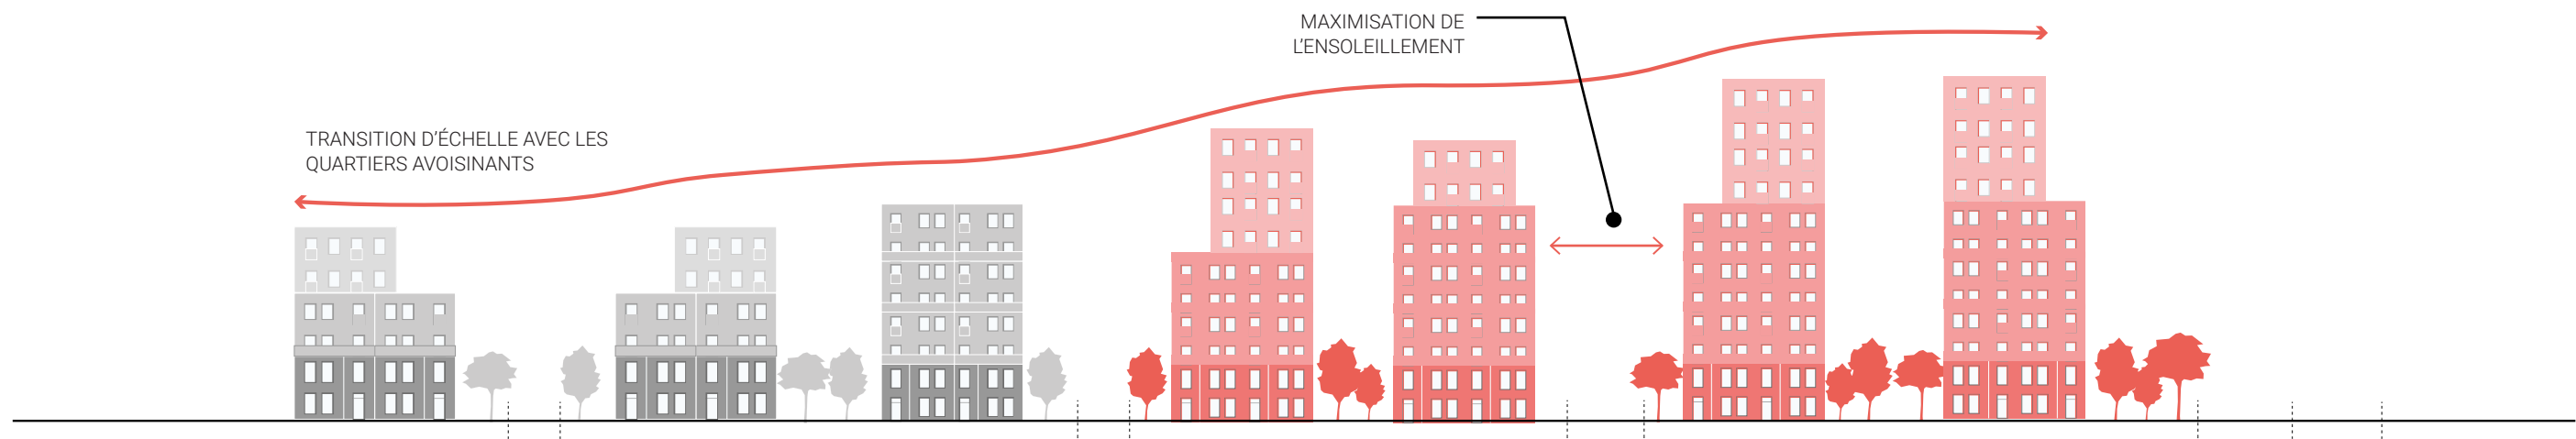 MAXIMISATION DE
L'ENSOLEILLEMENT
TRANSITION D'ÉCHELLE AVEC LES
QUARTIERS AVOISINANTS